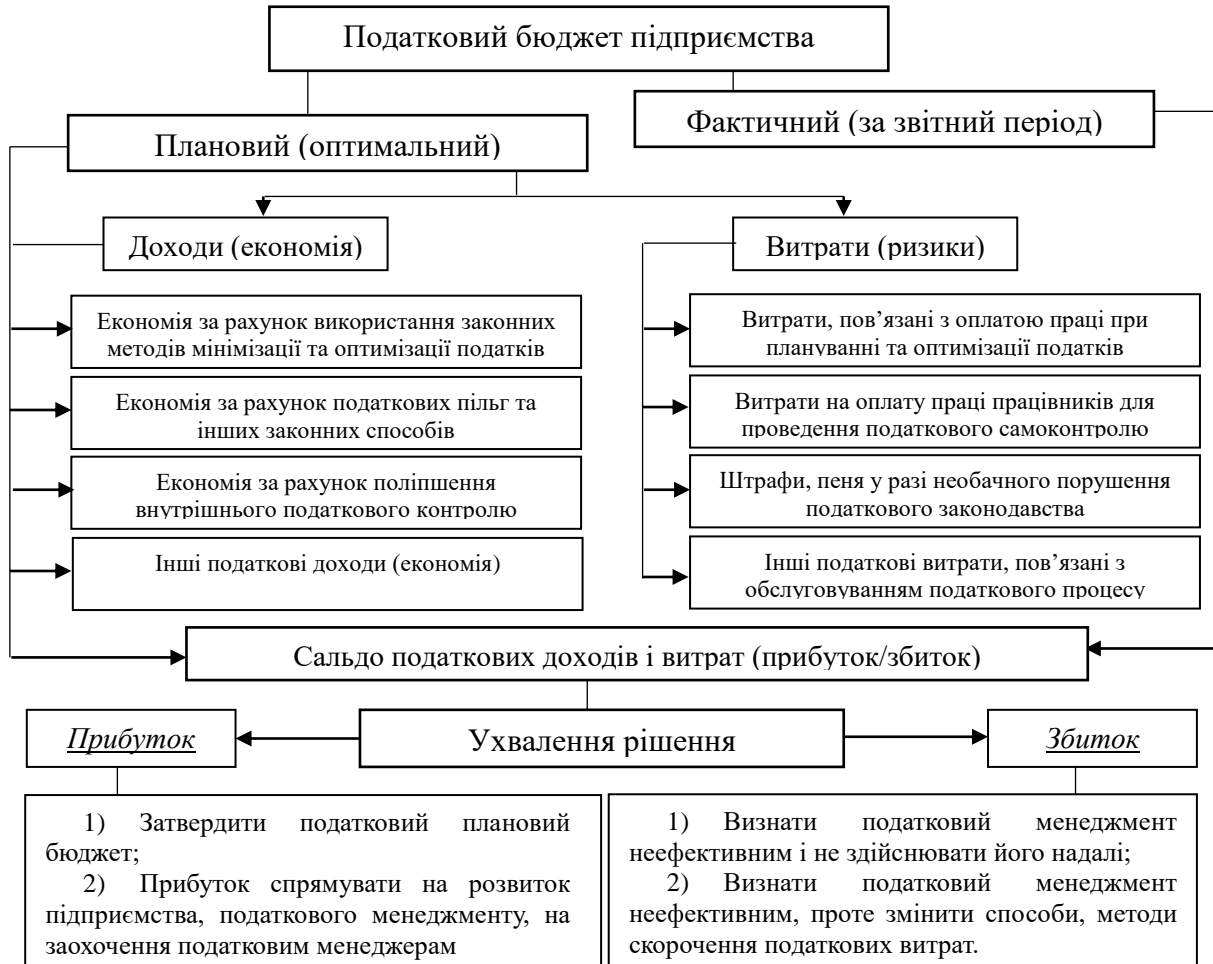 Податковий бюджет підприємства
Фактичний (за звітний період)
Плановий (оптимальний)
Доходи (економія)
Витрати (ризики)
Економія за рахунок використання законних
методів мінімізації та оптимізації податків
Економія за рахунок податкових пільг та
інших законних способів
Економія за рахунок поліпшення
внутрішнього податкового контролю
Інші податкові доходи (економія)
Витрати, пов’язані з оплатою праці при
плануванні та оптимізації податків
Витрати на оплату праці працівників для
проведення податкового самоконтролю
Штрафи, пеня у разі необачного порушення
податкового законодавства
Інші податкові витрати, пов’язані з
обслуговуванням податкового процесу
Сальдо податкових доходів і витрат (прибуток/збиток)
Прибуток
Ухвалення рішення
Збиток
1) Затвердити податковий плановий
бюджет;
2) Прибуток спрямувати на розвиток
підприємства, податкового менеджменту, на
заохочення податковим менеджерам
1) Визнати податковий менеджмент
неефективним і не здійснювати його надалі;
2) Визнати податковий менеджмент
неефективним, проте змінити способи, методи
скорочення податкових витрат.